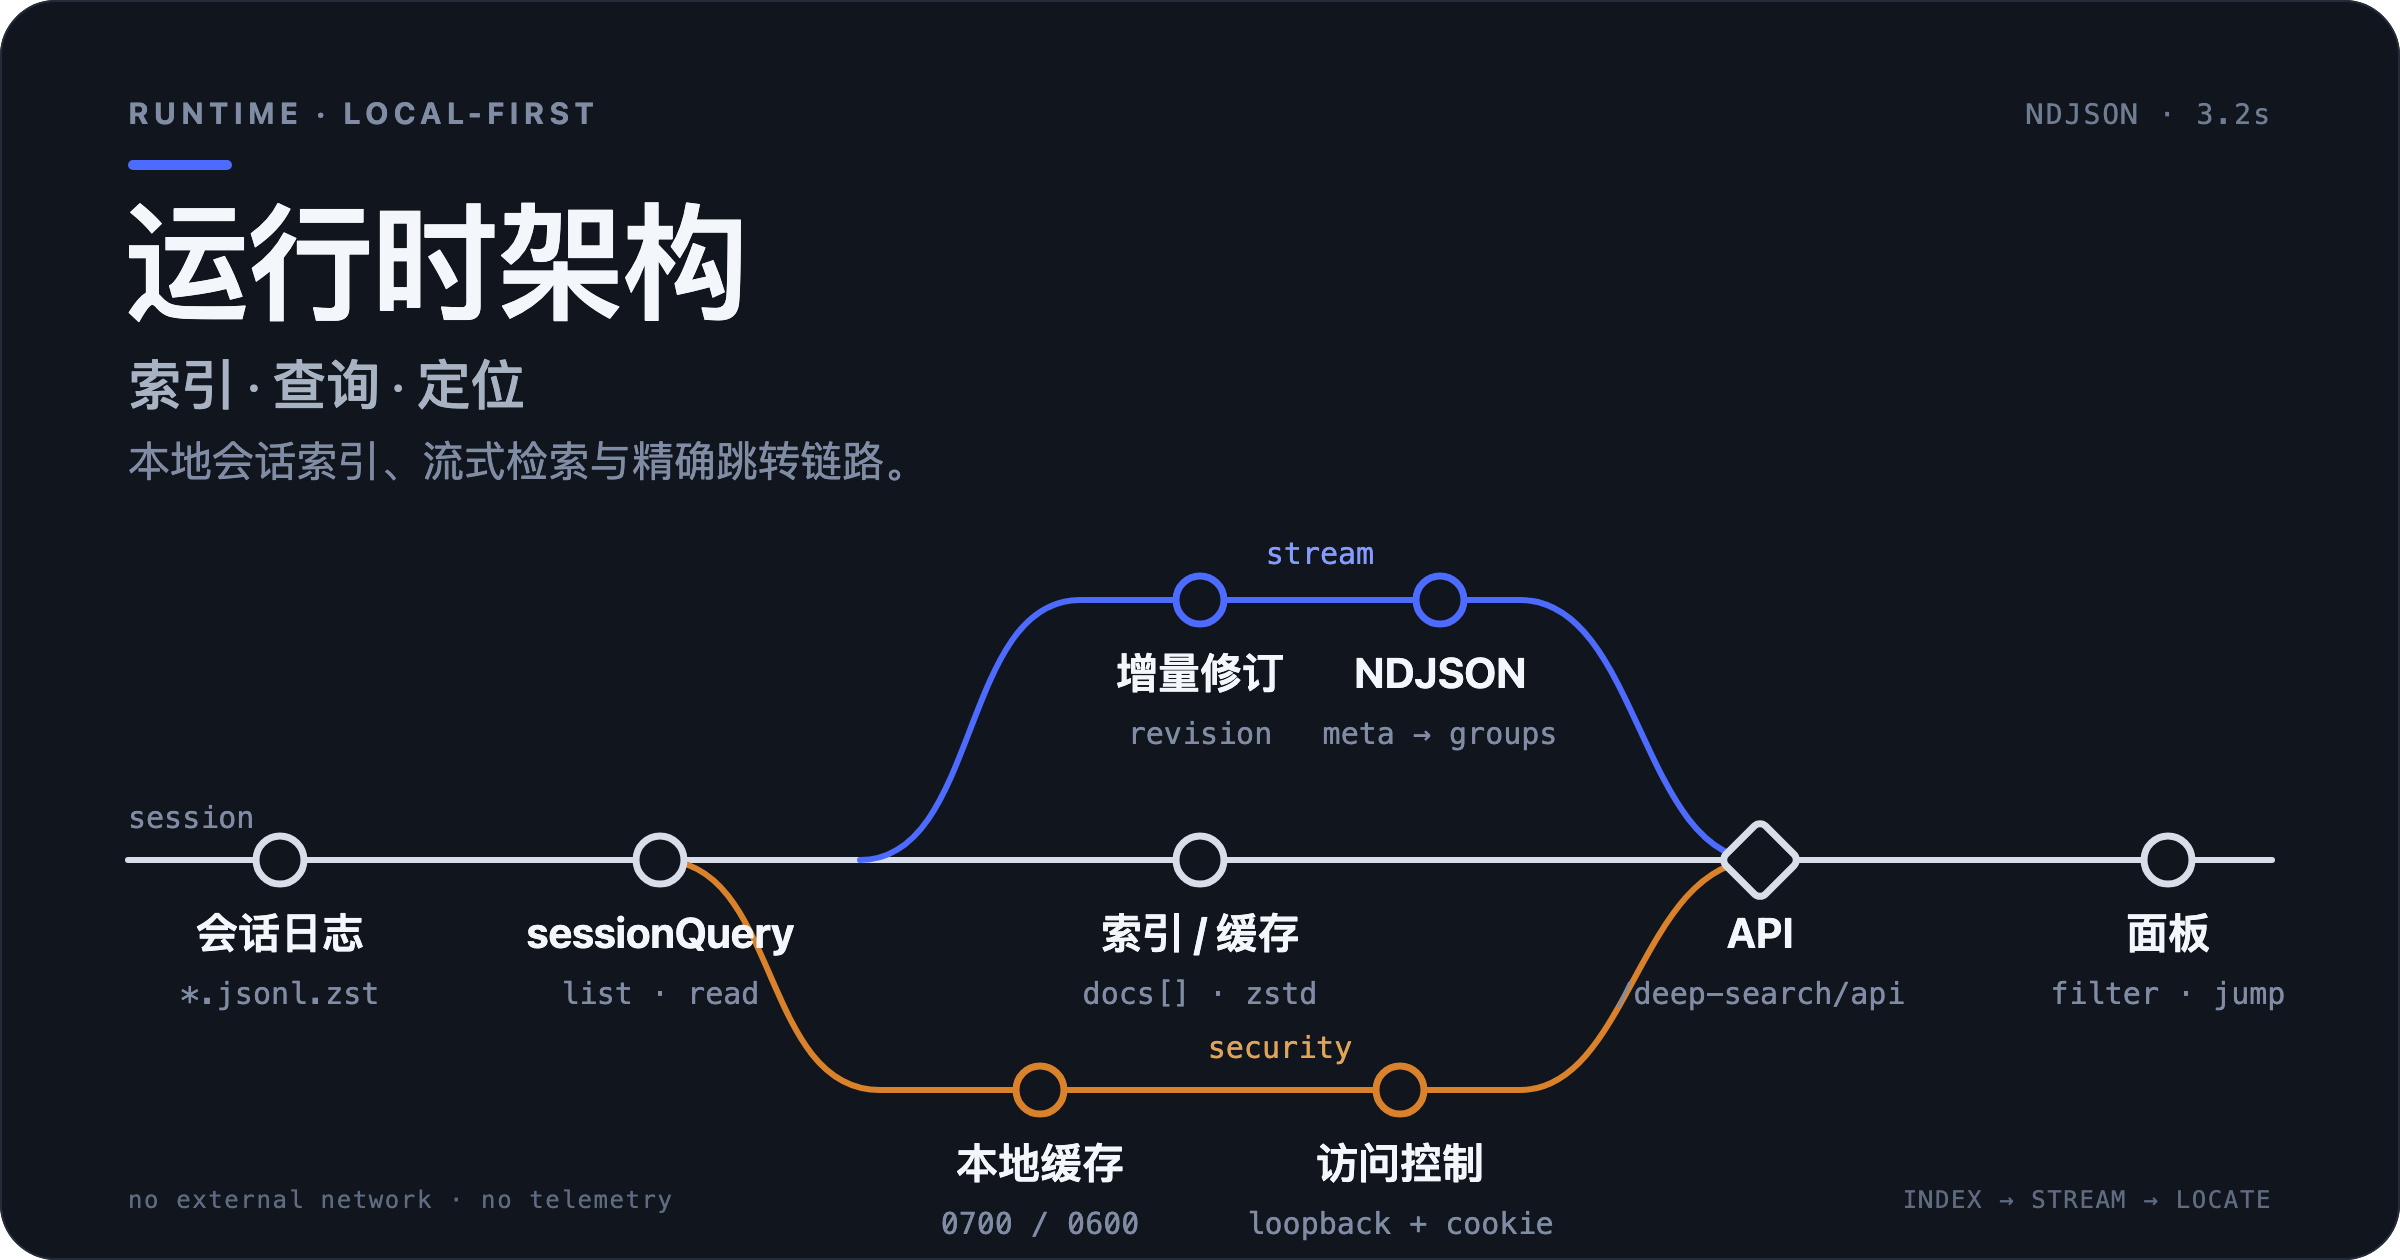 RUNTIME · LOCAL-FIRST
NDJSON · 3.2s
运行时架构
索引 · 查询 · 定位
本地会话索引、流式检索与精确跳转链路。
stream
增量修订
NDJSON
revision
meta → groups
session
会话日志
sessionQuery
索引 / 缓存
API
面板
*.jsonl.zst
list · read
docs[] · zstd
/deep-search/api
filter · jump
security
本地缓存
访问控制
no external network · no telemetry
INDEX → STREAM → LOCATE
0700 / 0600
loopback + cookie